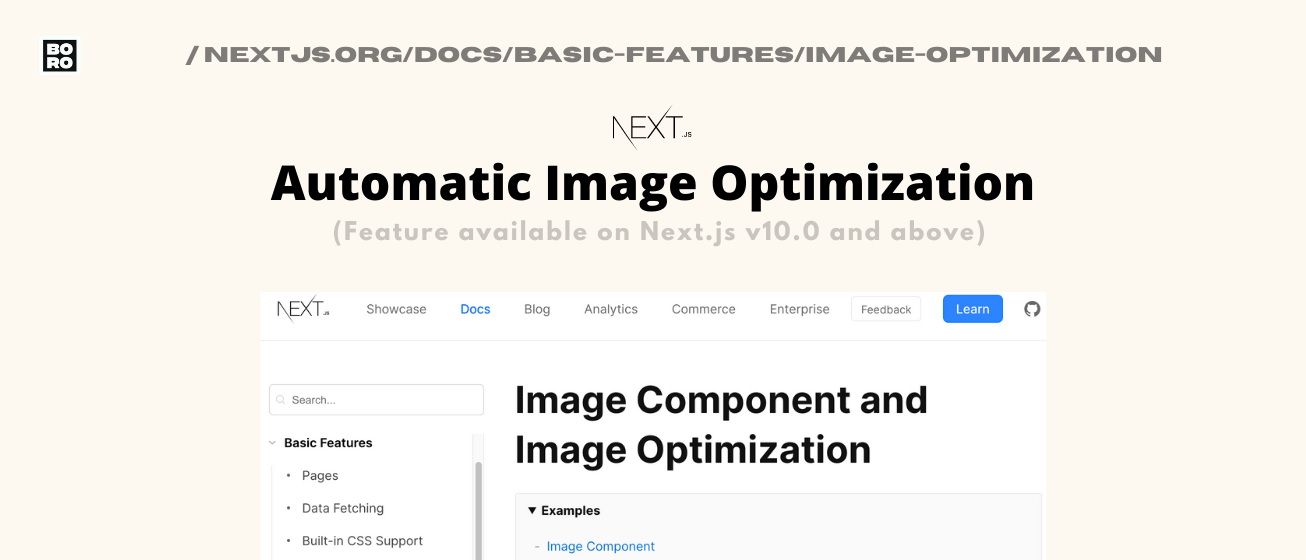 BO
RO
/ NEXTJS.ORG/DOCS/BASIC-FEATURES/IMAGE-OPTIMIZATION
NEXT.JS
Automatic Image Optimization
(Feature available on Next.js v10.0 and above)
NEXT.JS Showcase Docs Blog Analytics Commerce Enterprise Feedback Learn
Search...
Image Component and
Image Optimization
Basic Features
• Pages
• Data Fetching
• Built-in CSS Support
▼ Examples
- Image Component